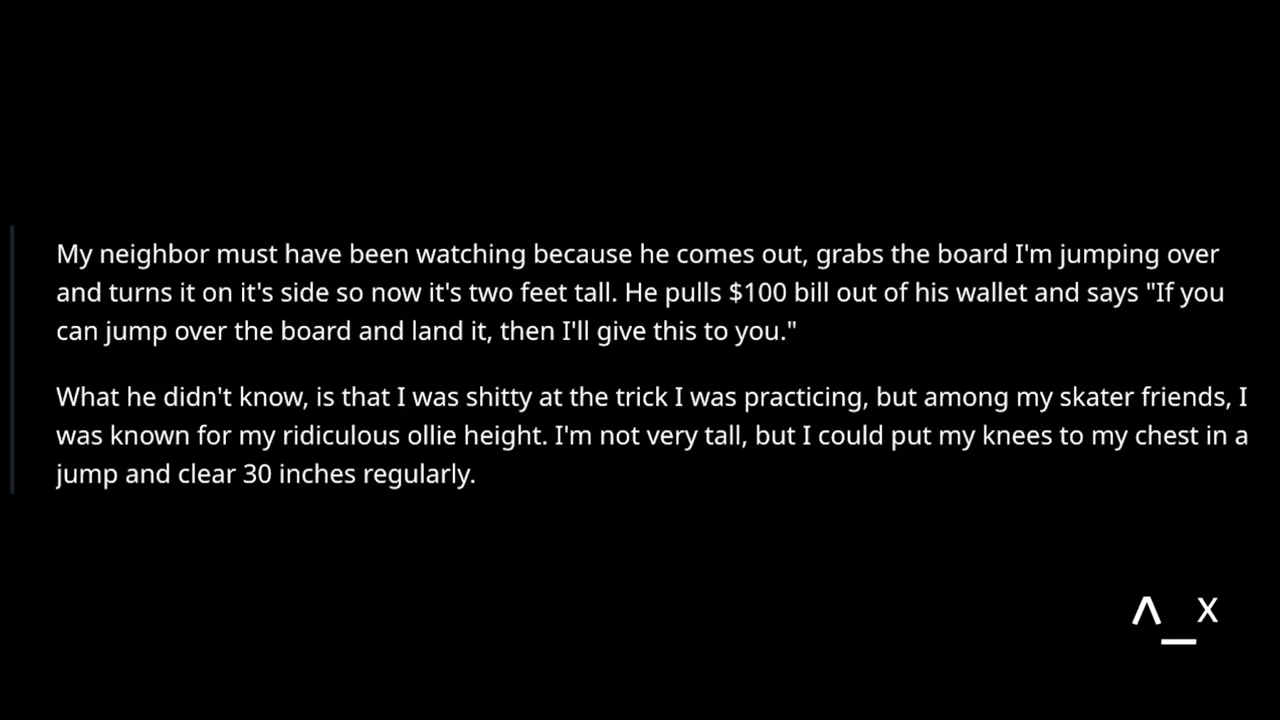 My neighbor must have been watching because he comes out, grabs the board I'm jumping over
and turns it on it's side so now it's two feet tall. He pulls $100 bill out of his wallet and says "If you
can jump over the board and land it, then I'll give this to you."
What he didn't know, is that I was shitty at the trick I was practicing, but among my skater friends, I
was known for my ridiculous ollie height. I'm not very tall, but I could put my knees to my chest in a
jump and clear 30 inches regularly.
^_x